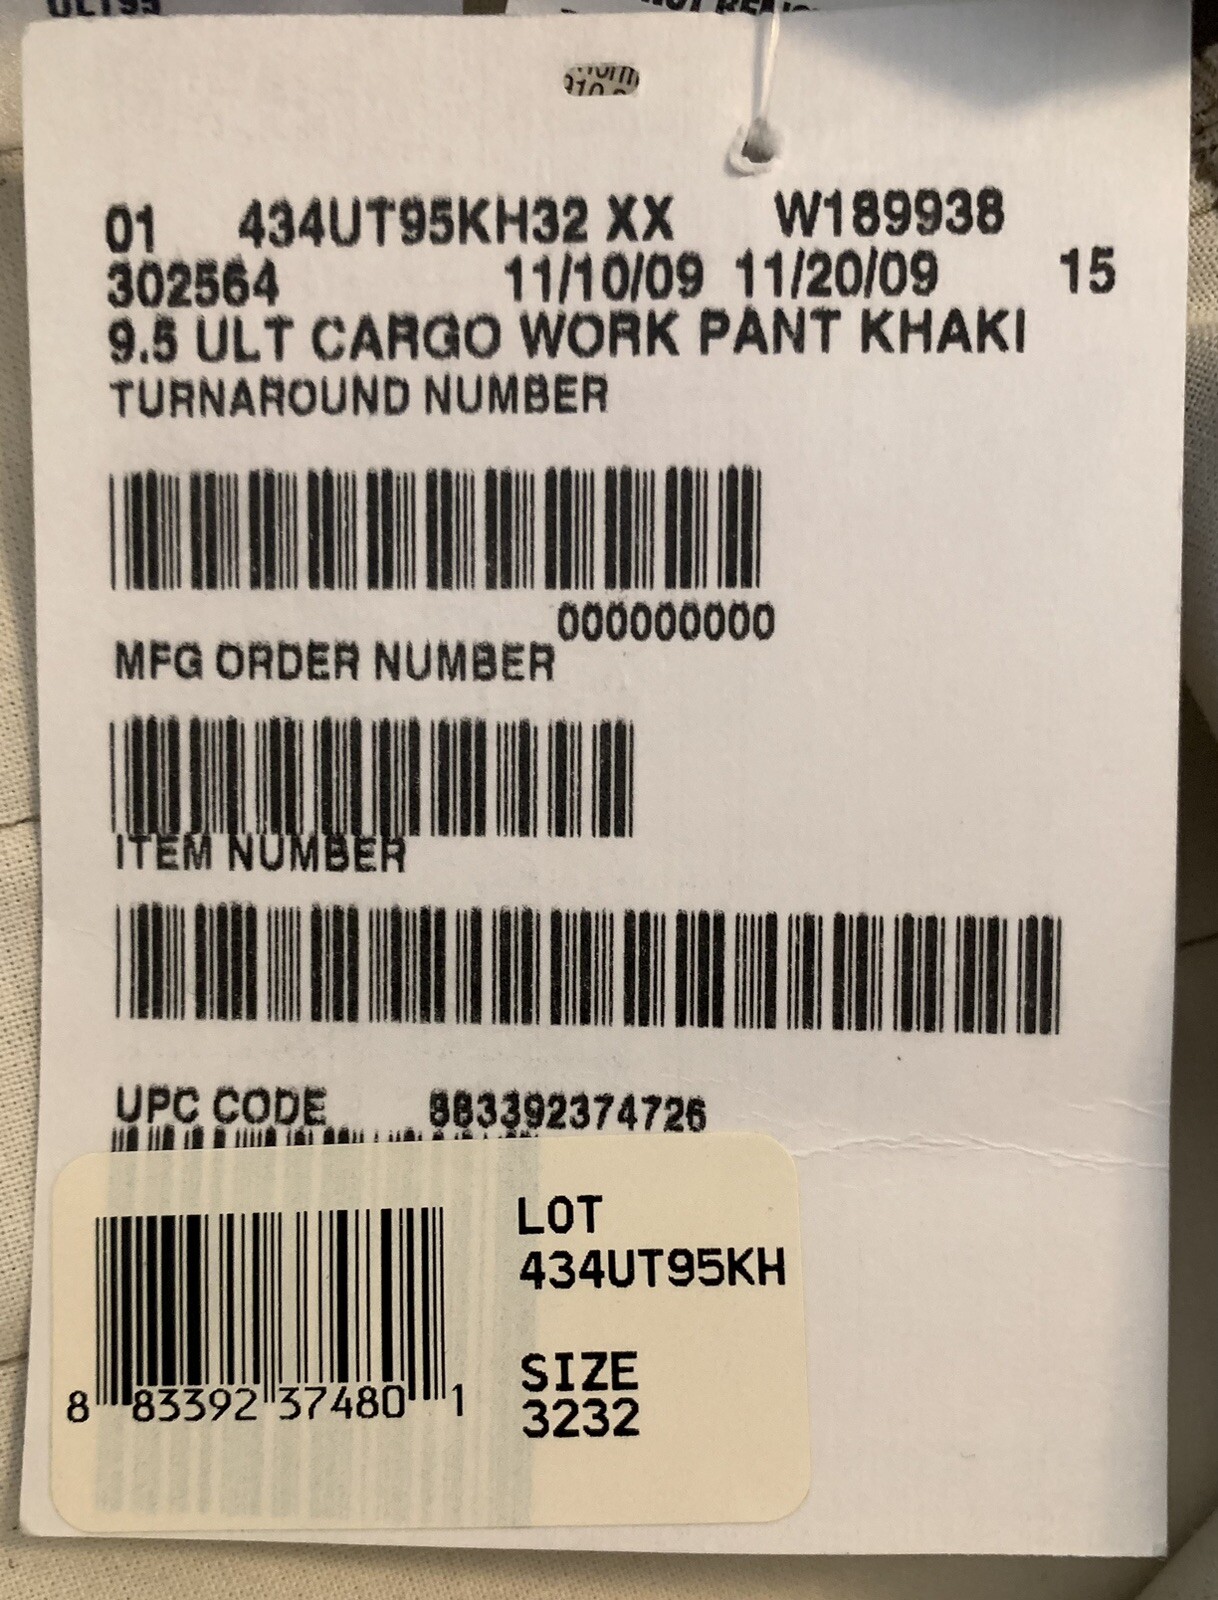 ULT95
01 434UT95KH32 XX W189938
302564 11/10/09 11/20/09 15
9.5 ULT CARGO WORK PANT KHAKI
TURNAROUND NUMBER
000000000
MFG ORDER NUMBER
ITEM NUMBER
UPC CODE 883392374726
LOT
434UT95KH
SIZE
3232
8 83392 37480 1